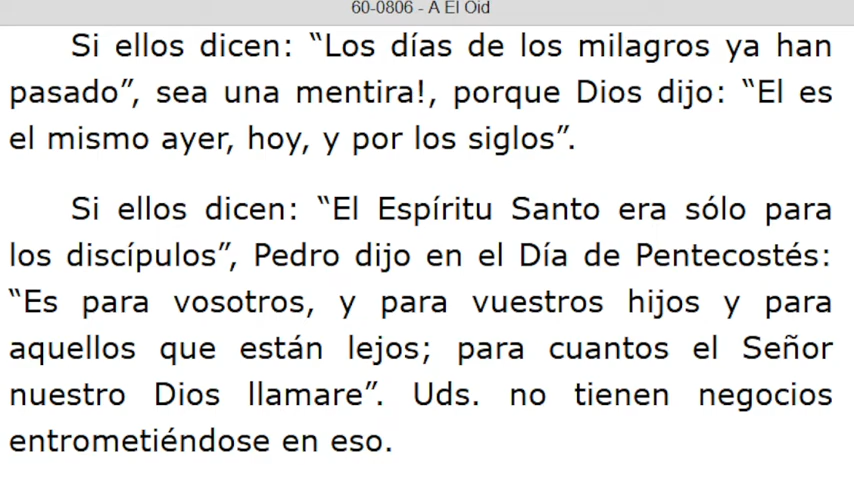 60-0806 - A El Oid
Si ellos dicen: “Los días de los milagros ya han
pasado”, sea una mentira!, porque Dios dijo: “El es
el mismo ayer, hoy, y por los siglos”.
Si ellos dicen: “El Espíritu Santo era sólo para
los discípulos”, Pedro dijo en el Día de Pentecostés:
“Es para vosotros, y para vuestros hijos y para
aquellos que están lejos; para cuantos el Señor
nuestro Dios llamare”. Uds. no tienen negocios
entrometiéndose en eso.